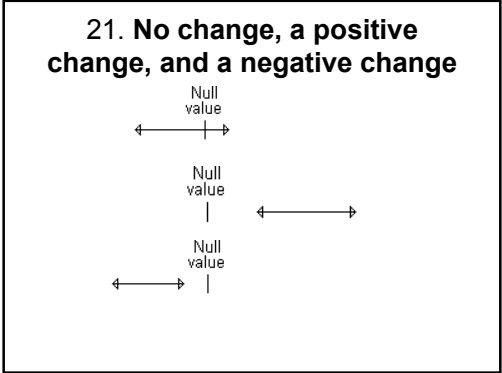 21. No change, a positive
change, and a negative change
Null
value
Null
value
Null
value